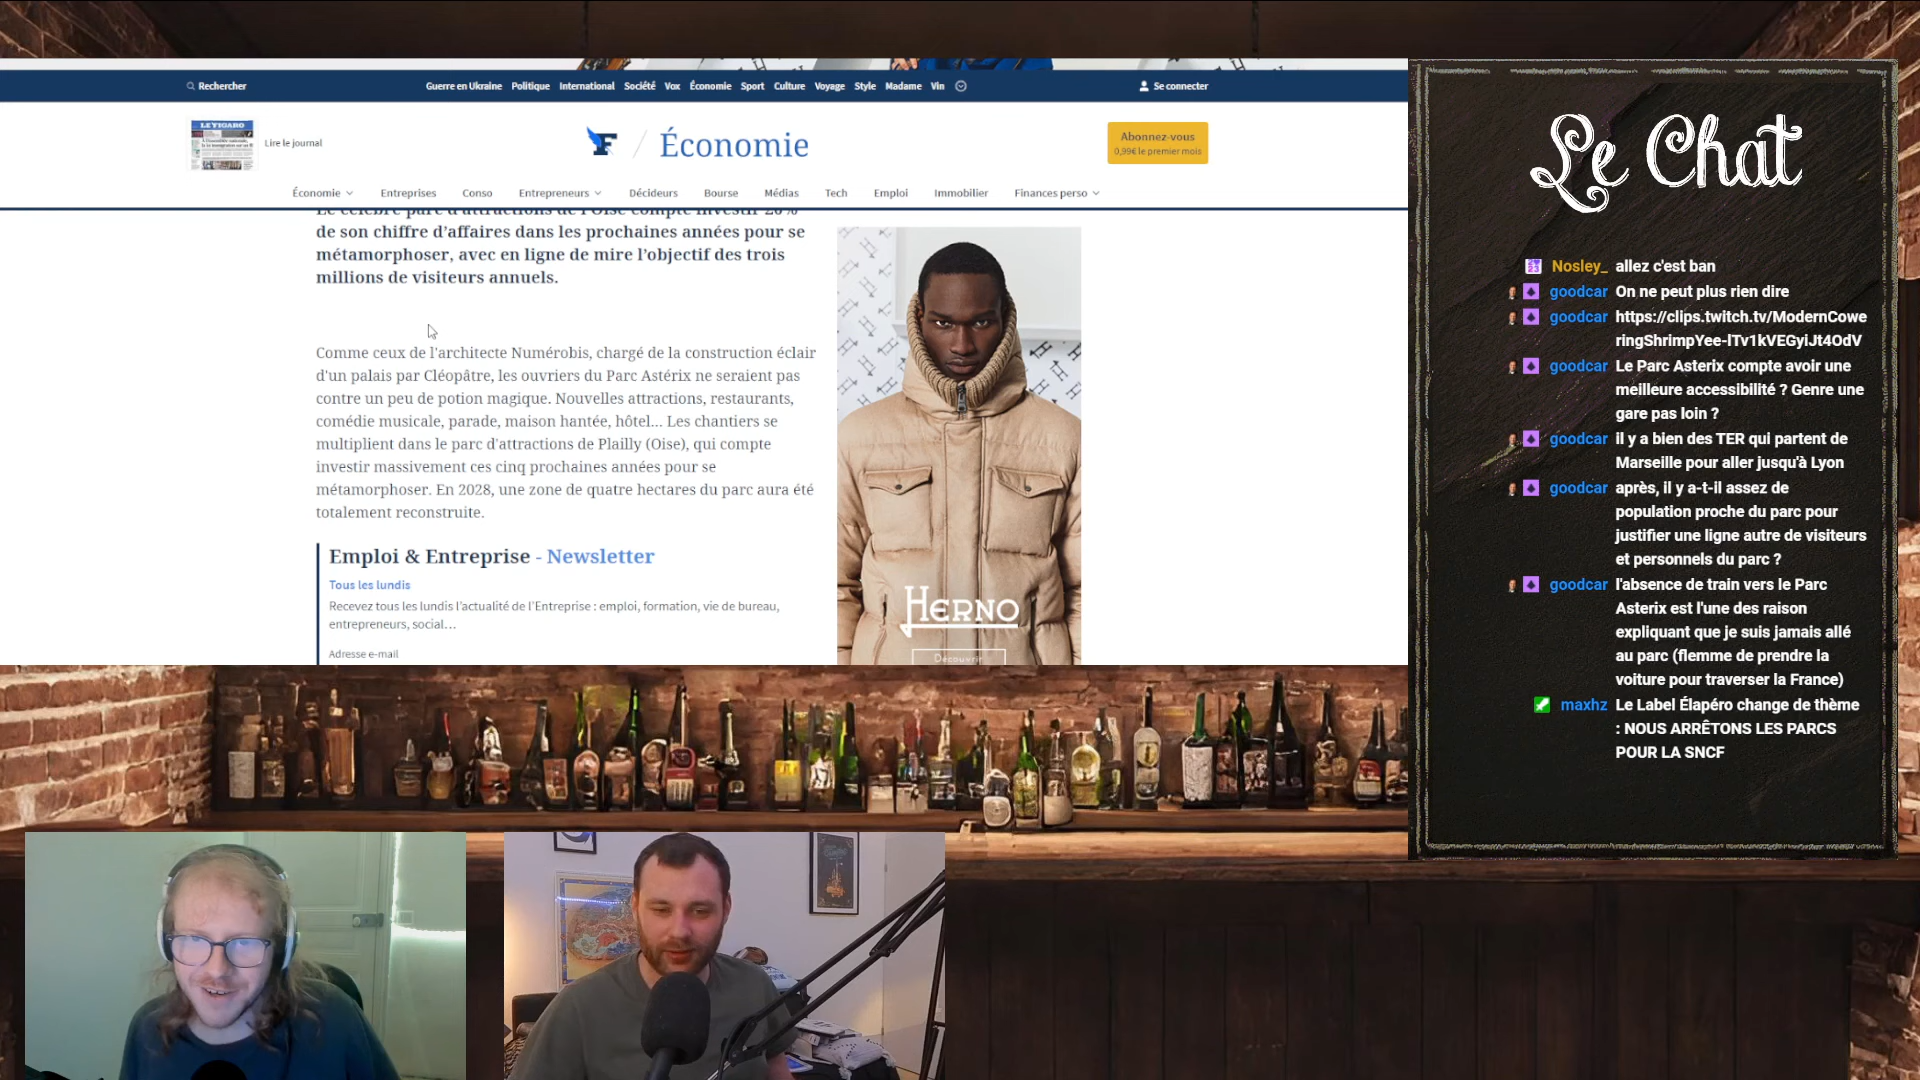 Rechercher
Guerre en Ukraine Politique International Société Vox Économie Sport Culture Voyage Style Madame Vin
Se connecter
LE FIGARO
Lire le journal
F / Économie
Abonnez-vous
0,99€ le premier mois
Économie Entreprises Conso Entrepreneurs Décideurs Bourse Médias Tech Emploi Immobilier Finances perso
Le célèbre parc d'attractions de l'Oise compte investir 20%
de son chiffre d'affaires dans les prochaines années pour se
métamorphoser, avec en ligne de mire l'objectif des trois
millions de visiteurs annuels.
Comme ceux de l'architecte Numérobis, chargé de la construction éclair
d'un palais par Cléopâtre, les ouvriers du Parc Astérix ne seraient pas
contre un peu de potion magique. Nouvelles attractions, restaurants,
comédie musicale, parade, maison hantée, hôtel... Les chantiers se
multiplient dans le parc d'attractions de Plailly (Oise), qui compte
investir massivement ces cinq prochaines années pour se
métamorphoser. En 2028, une zone de quatre hectares du parc aura été
totalement reconstruite.
Emploi & Entreprise - Newsletter
Tous les lundis
Recevez tous les lundis l'actualité de l'Entreprise : emploi, formation, vie de bureau,
entrepreneurs, social...
Adresse e-mail
HERNO
Découvrir
Le Chat
Nosley_ allez c'est ban
goodcar On ne peut plus rien dire
goodcar https://clips.twitch.tv/ModernCowe
ringShrimpYee-lTv1kVEGyiJt4OdV
goodcar Le Parc Asterix compte avoir une
meilleure accessibilité ? Genre une
gare pas loin ?
goodcar il y a bien des TER qui partent de
Marseille pour aller jusqu'à Lyon
goodcar après, il y a-t-il assez de
population proche du parc pour
justifier une ligne autre de visiteurs
et personnels du parc ?
goodcar l'absence de train vers le Parc
Asterix est l'une des raison
expliquant que je suis jamais allé
au parc (flemme de prendre la
voiture pour traverser la France)
maxhz Le Label Élapéro change de thème
: NOUS ARRÊTONS LES PARCS
POUR LA SNCF